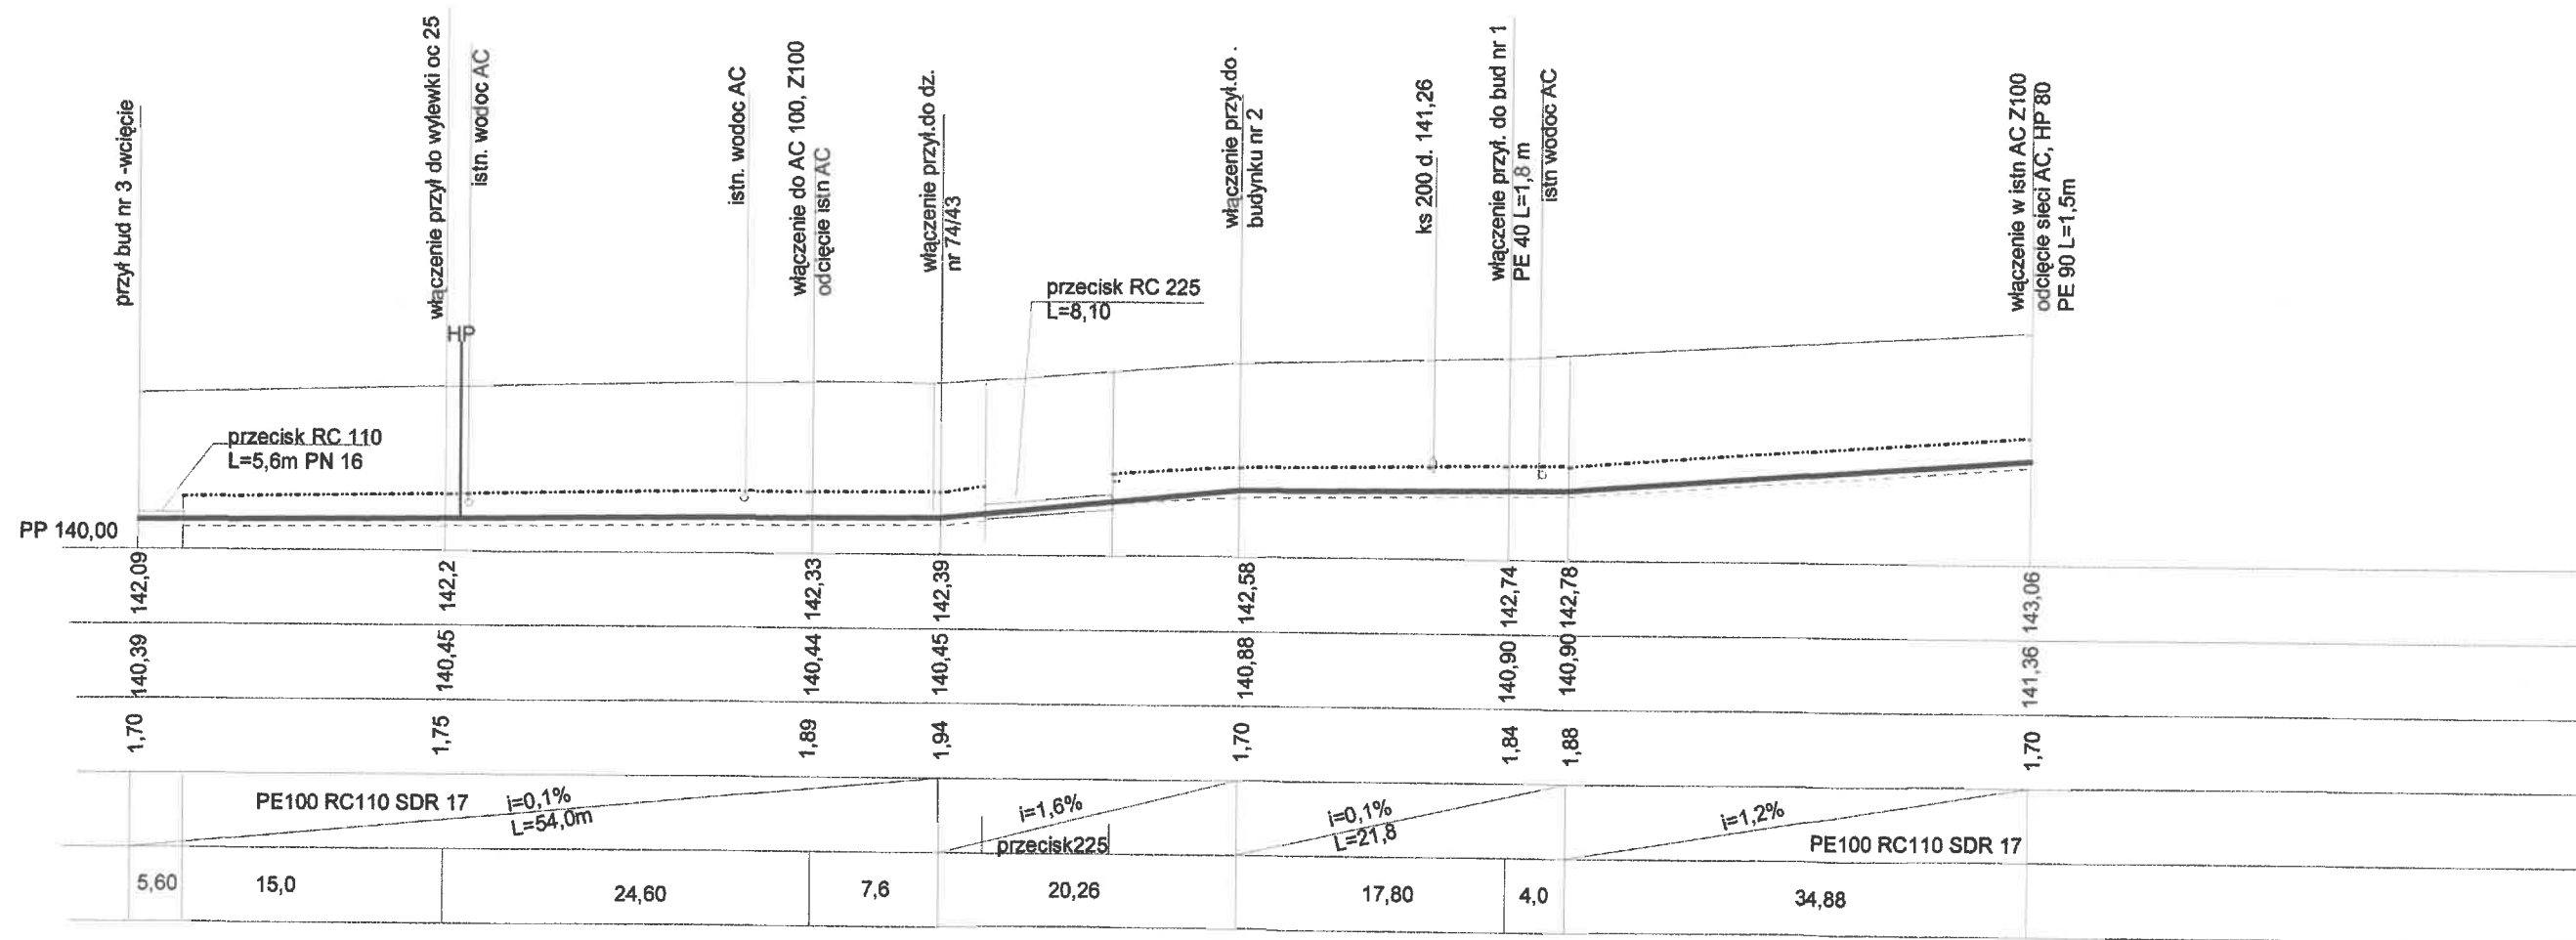 przył bud nr 3 -wcięcie
włączenie przył do wylewki oc 25
istn. wodoc AC
istn. wodoc AC
włączenie do AC 100, Z100
odcięcie istn AC
włączenie przył.do dz.
nr 74/43
włączenie przył.do .
budynku nr 2
ks 200 d. 141,26
włączenie przył. do bud nr 1
PE 40 L=1,8 m
istn wodoc AC
włączenie w istn AC Z100
odcięcie sieci AC, HP 80
PE 90 L=1,5m
HP
przecisk RC 225
L=8,10
przecisk RC 110
L=5,6m PN 16
PP 140,00
142,09 142,2 142,33 142,39 142,58 142,74 142,78 143,06
140,39 140,45 140,44 140,45 140,88 140,90 140,90 141,36
1,70 1,75 1,89 1,94 1,70 1,84 1,88 1,70
PE100 RC110 SDR 17
i=0,1%
L=54,0m
i=1,6%
przecisk225
i=0,1%
L=21,8
i=1,2%
PE100 RC110 SDR 17
5,60 15,0 24,60 7,6 20,26 17,80 4,0 34,88